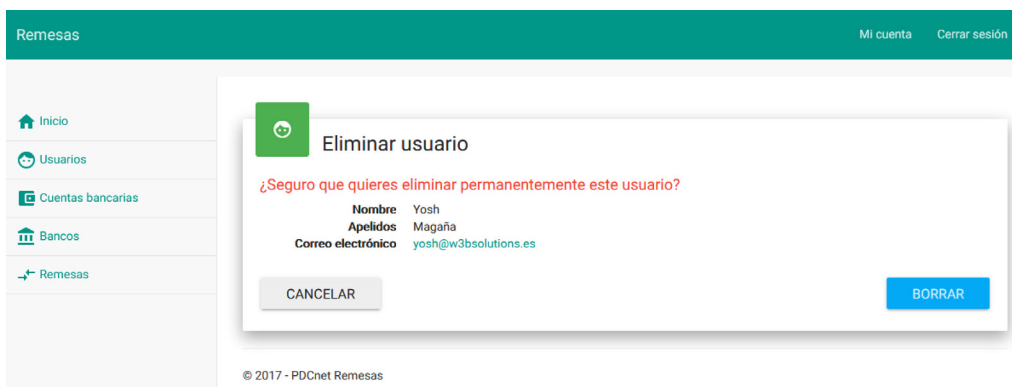 Remesas
Mi cuenta
Cerrar sesión
Inicio
Usuarios
Cuentas bancarias
Bancos
Remesas
Eliminar usuario
¿Seguro que quieres eliminar permanentemente este usuario?
Nombre Yosh
Apelidos Magaña
Correo electrónico yosh@w3bsolutions.es
CANCELAR
BORRAR
© 2017 - PDCnet Remesas